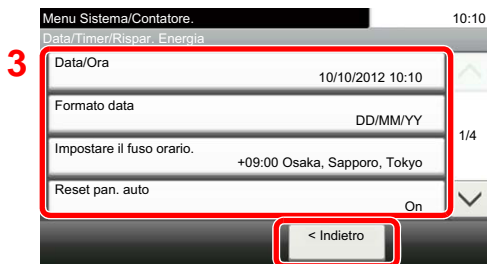 Menu Sistema/Contatore.
10:10
Data/Timer/Rispar. Energia
3
Data/Ora
10/10/2012 10:10
Formato data
DD/MM/YY
1/4
Impostare il fuso orario.
+09:00 Osaka, Sapporo, Tokyo
Reset pan. auto
On
< Indietro